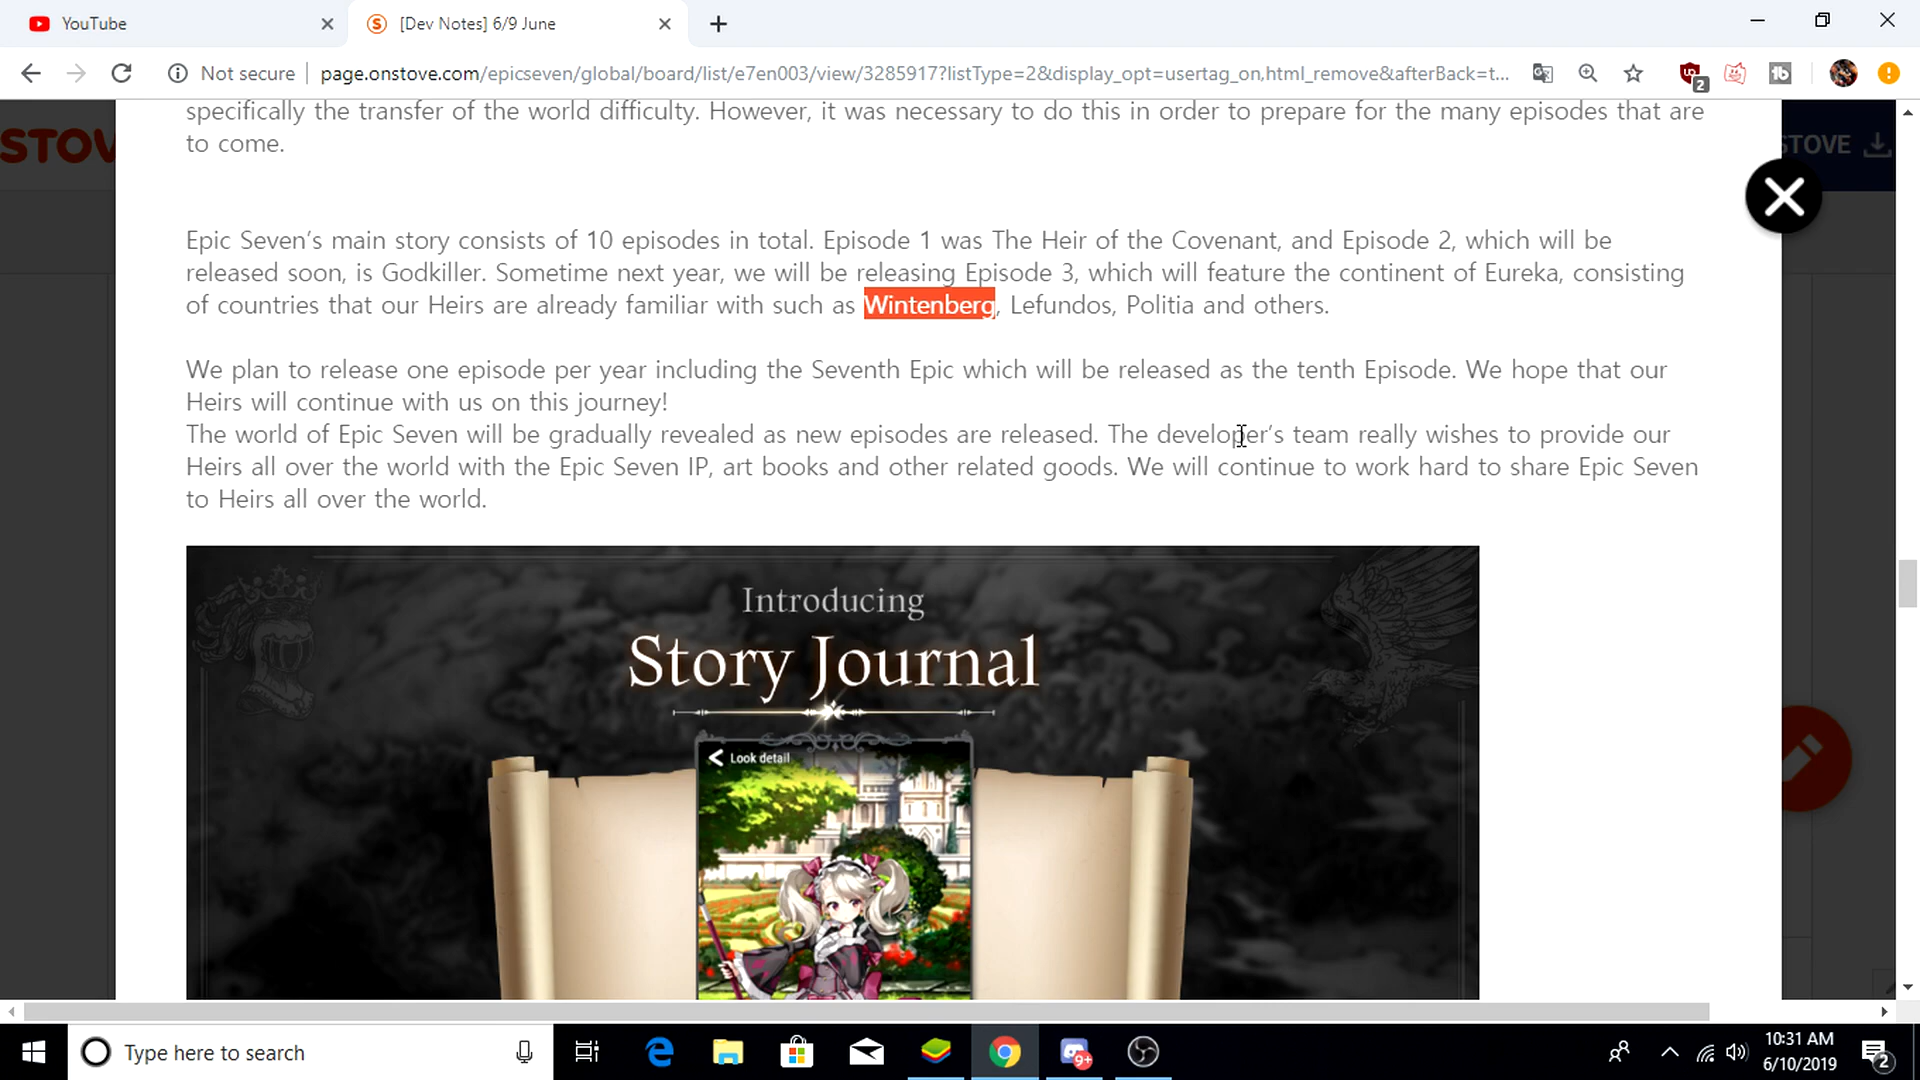 YouTube
[Dev Notes] 6/9 June
Not secure
page.onstove.com/epicseven/global/board/list/e7en003/view/3285917?listType=2&display_opt=usertag_on,html_remove&afterBack=t...
2
STOV
STOVE
specifically the transfer of the world difficulty. However, it was necessary to do this in order to prepare for the many episodes that are
to come.
Epic Seven’s main story consists of 10 episodes in total. Episode 1 was The Heir of the Covenant, and Episode 2, which will be
released soon, is Godkiller. Sometime next year, we will be releasing Episode 3, which will feature the continent of Eureka, consisting
of countries that our Heirs are already familiar with such as Wintenberg, Lefundos, Politia and others.
We plan to release one episode per year including the Seventh Epic which will be released as the tenth Episode. We hope that our
Heirs will continue with us on this journey!
The world of Epic Seven will be gradually revealed as new episodes are released. The developer’s team really wishes to provide our
Heirs all over the world with the Epic Seven IP, art books and other related goods. We will continue to work hard to share Epic Seven
to Heirs all over the world.
Introducing
Story Journal
Look detail
Type here to search
9+
10:31 AM
6/10/2019
2